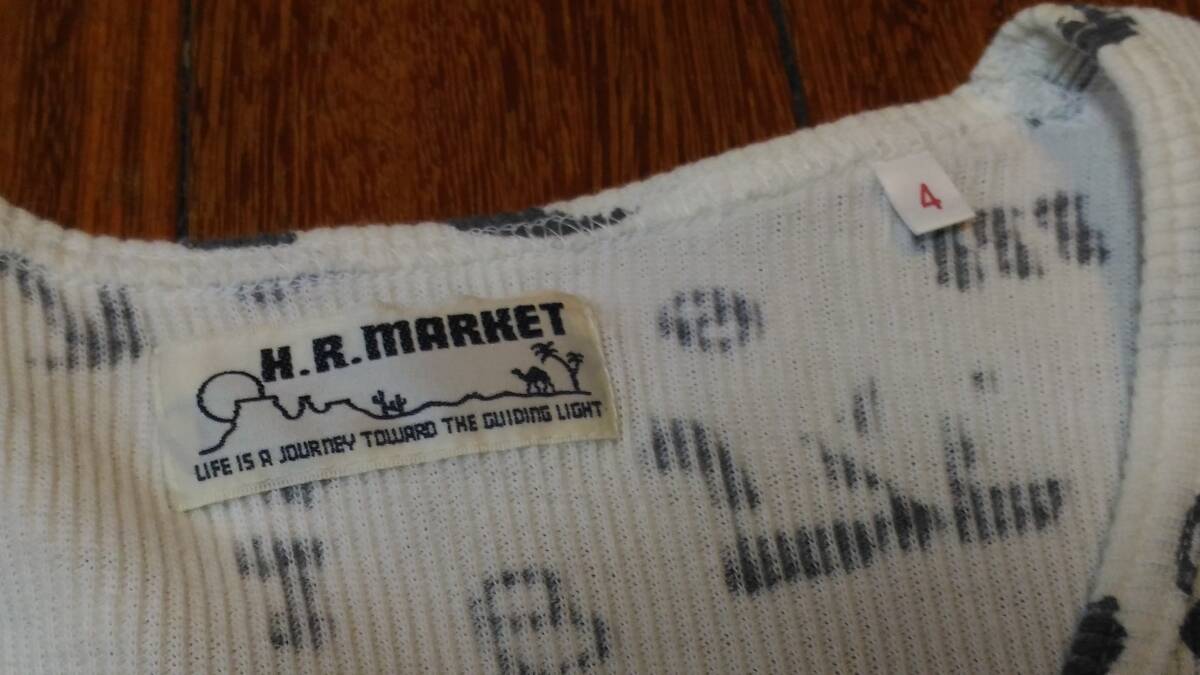 H.R.MARKET
LIFE IS A JOURNEY TOWARD THE GUIDING LIGHT
4